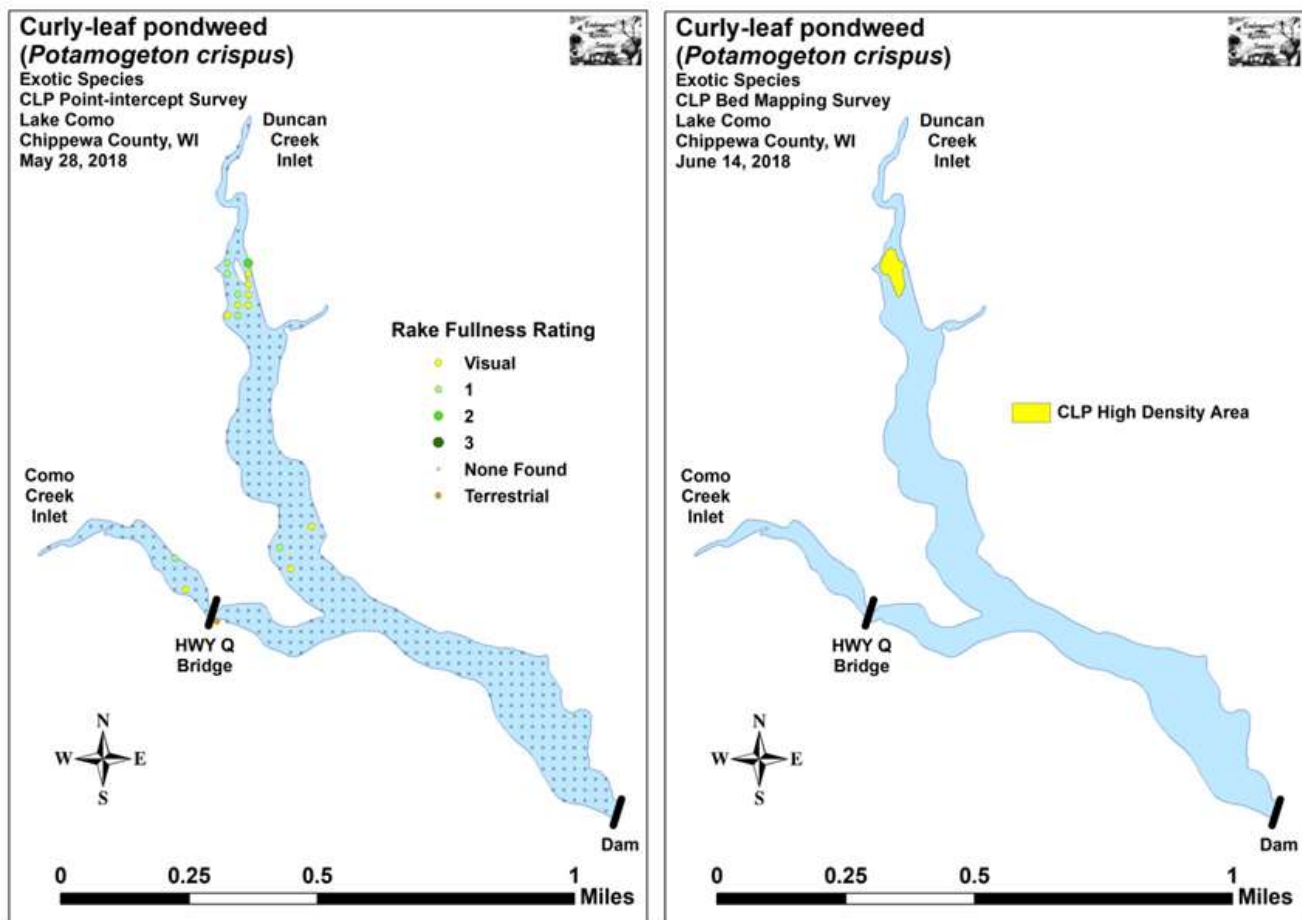 Curly-leaf pondweed
(Potamogeton crispus)
Exotic Species
CLP Point-intercept Survey
Lake Como
Chippewa County, WI
May 28, 2018
Duncan
Creek
Inlet
Rake Fullness Rating
Visual
1
2
3
None Found
Terrestrial
Como
Creek
Inlet
HWY Q
Bridge
N
W E
S
Dam
0 0.25 0.5 1
Miles
Curly-leaf pondweed
(Potamogeton crispus)
Exotic Species
CLP Bed Mapping Survey
Lake Como
Chippewa County, WI
June 14, 2018
Duncan
Creek
Inlet
CLP High Density Area
Como
Creek
Inlet
HWY Q
Bridge
N
W E
S
Dam
0 0.25 0.5 1
Miles